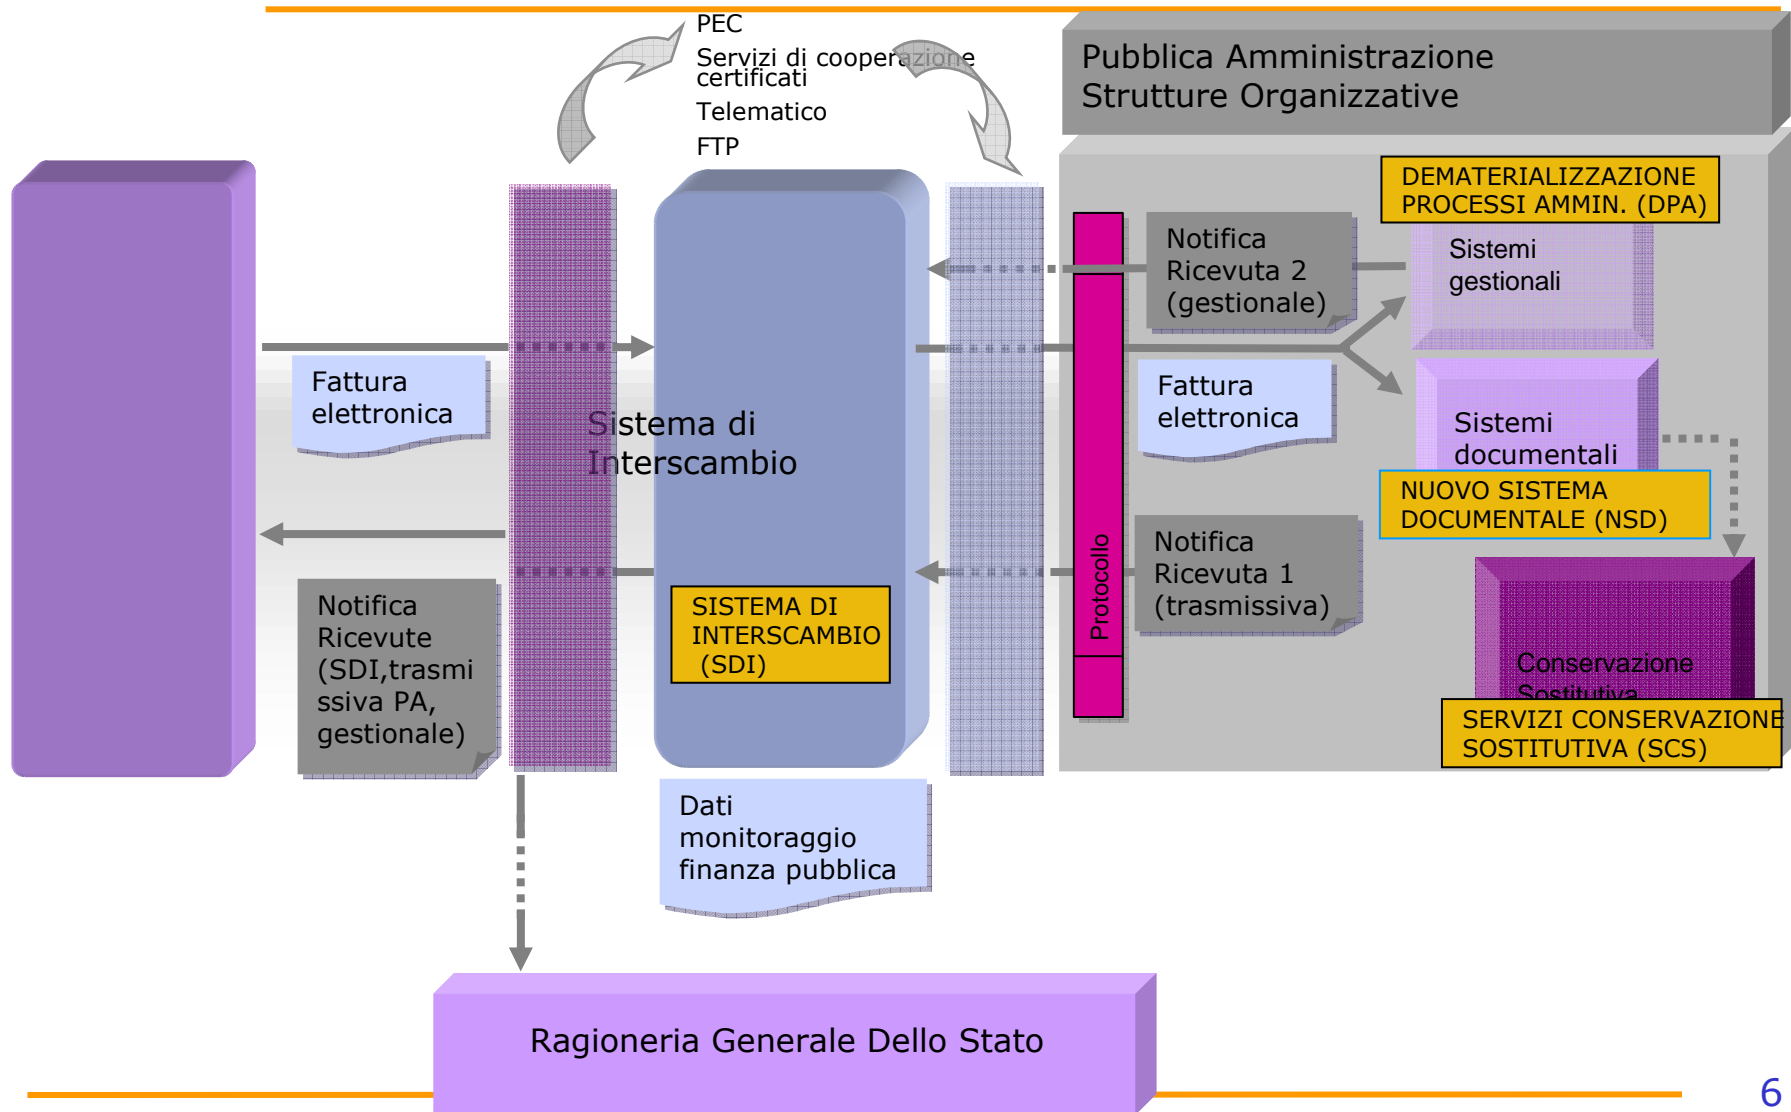 PEC
Servizi di cooperazione
certificati
Telematico
FTP
Pubblica Amministrazione
Strutture Organizzative
DEMATERIALIZZAZIONE
PROCESSI AMMIN. (DPA)
Sistemi
gestionali
Notifica
Ricevuta 2
(gestionale)
Fattura
elettronica
Sistema di
Interscambio
Fattura
elettronica
Sistemi
documentali
NUOVO SISTEMA
DOCUMENTALE (NSD)
Protocollo
Notifica
Ricevuta 1
(trasmissiva)
Notifica
Ricevute
(SDI,trasmi
ssiva PA,
gestionale)
SISTEMA DI
INTERSCAMBIO
(SDI)
Conservazione
Sostitutiva
SERVIZI CONSERVAZIONE
SOSTITUTIVA (SCS)
Dati
monitoraggio
finanza pubblica
Ragioneria Generale Dello Stato
6